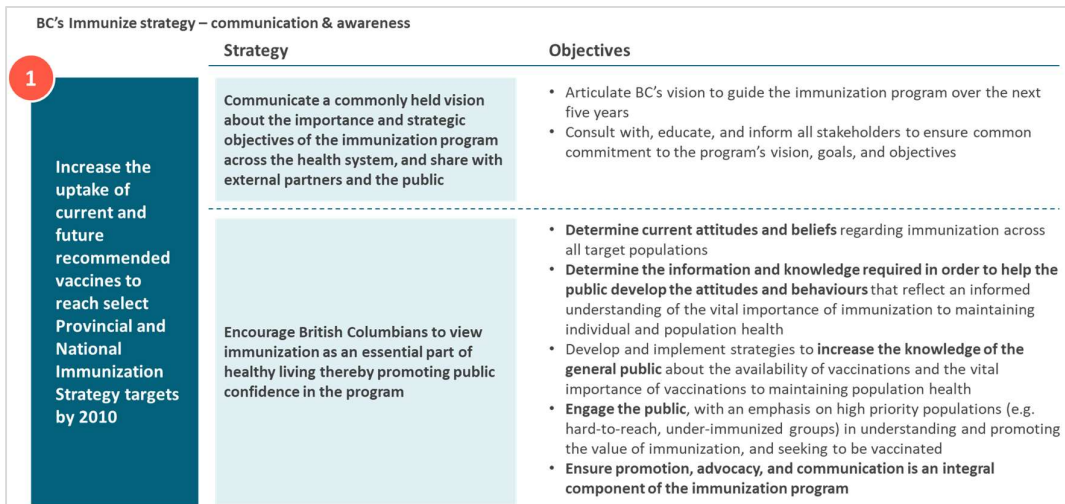 BC's Immunize strategy – communication & awareness
Strategy
Objectives
1
Increase the
uptake of
current and
future
recommended
vaccines to
reach select
Provincial and
National
Immunization
Strategy targets
by 2010
Communicate a commonly held vision
about the importance and strategic
objectives of the immunization program
across the health system, and share with
external partners and the public
• Articulate BC's vision to guide the immunization program over the next
five years
• Consult with, educate, and inform all stakeholders to ensure common
commitment to the program's vision, goals, and objectives
Encourage British Columbians to view
immunization as an essential part of
healthy living thereby promoting public
confidence in the program
• Determine current attitudes and beliefs regarding immunization across
all target populations
• Determine the information and knowledge required in order to help the
public develop the attitudes and behaviours that reflect an informed
understanding of the vital importance of immunization to maintaining
individual and population health
• Develop and implement strategies to increase the knowledge of the
general public about the availability of vaccinations and the vital
importance of vaccinations to maintaining population health
• Engage the public, with an emphasis on high priority populations (e.g.
hard-to-reach, under-immunized groups) in understanding and promoting
the value of immunization, and seeking to be vaccinated
• Ensure promotion, advocacy, and communication is an integral
component of the immunization program